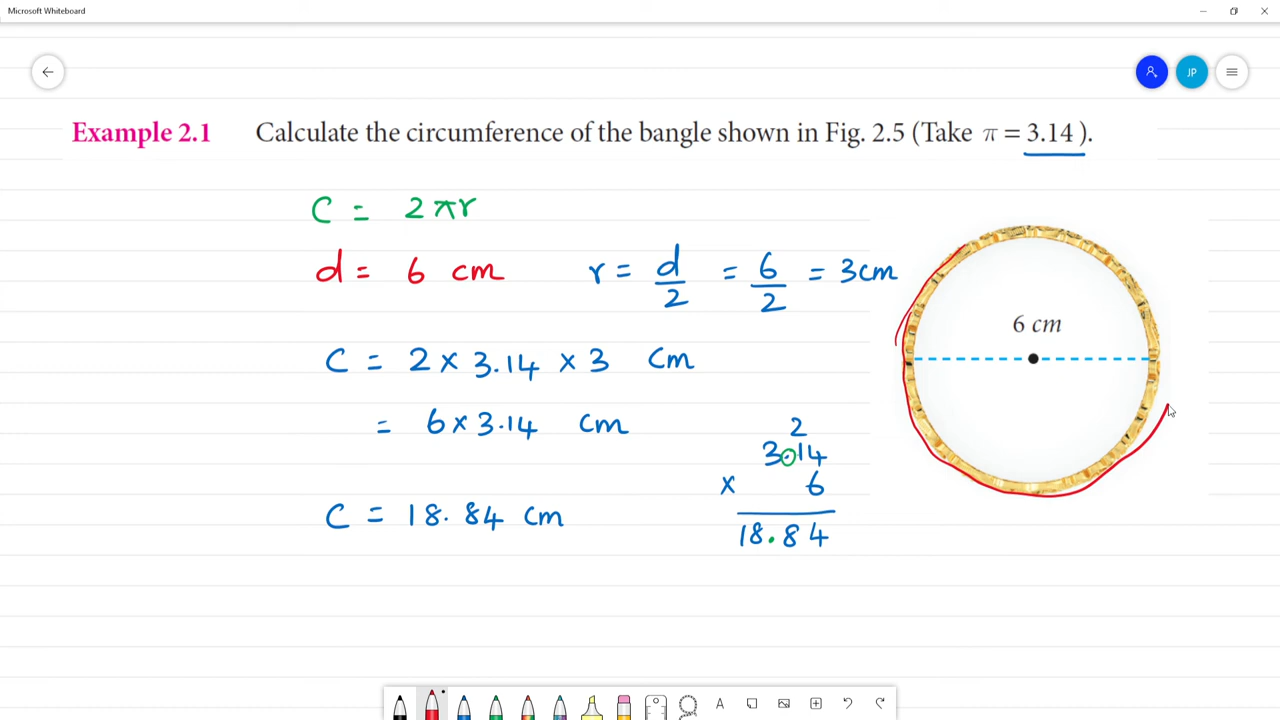 Microsoft Whiteboard
JP
Example 2.1 Calculate the circumference of the bangle shown in Fig. 2.5 (Take π = 3.14 ).
C = 2πr
d = 6 cm r = d/2 = 6/2 = 3cm
6 cm
C = 2 × 3.14 × 3 cm
= 6 × 3.14 cm
2
3.14
× 6
18.84
C = 18.84 cm
A